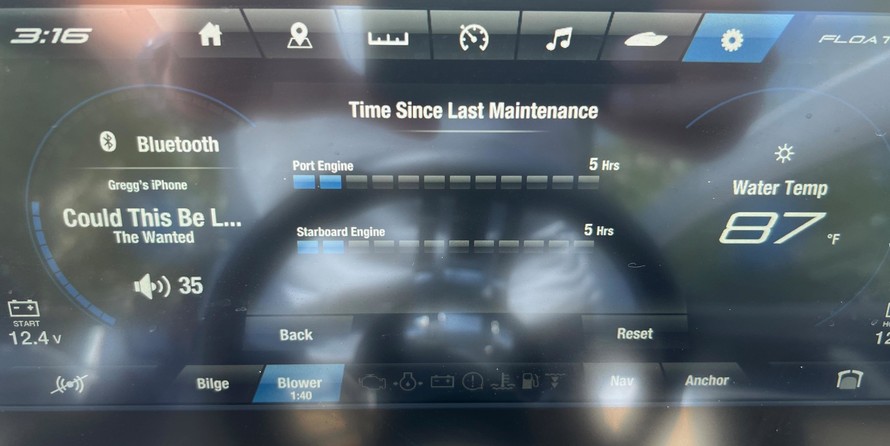 3:16
FLOAT
Time Since Last Maintenance
Bluetooth
Gregg's iPhone
Could This Be L...
The Wanted
35
Port Engine
5 Hrs
Starboard Engine
5 Hrs
Water Temp
87 °F
START
12.4 V
12
Back
Reset
Bilge
Blower
1:40
Nav
Anchor